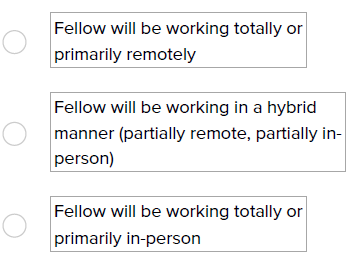 Fellow will be working totally or
primarily remotely
Fellow will be working in a hybrid
manner (partially remote, partially in-
person)
Fellow will be working totally or
primarily in-person